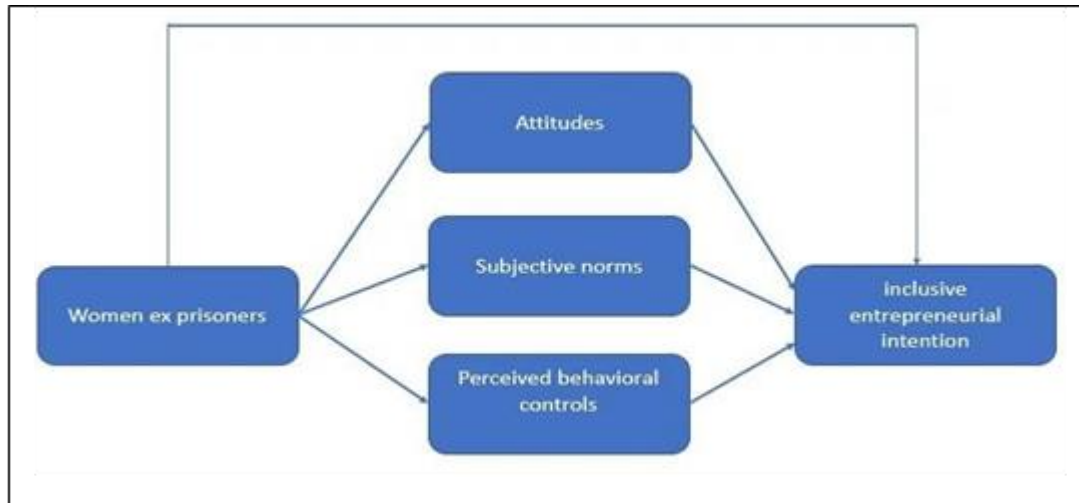 Attitudes
Subjective norms
Women ex prisoners
inclusive
entrepreneurial
intention
Perceived behavioral
controls